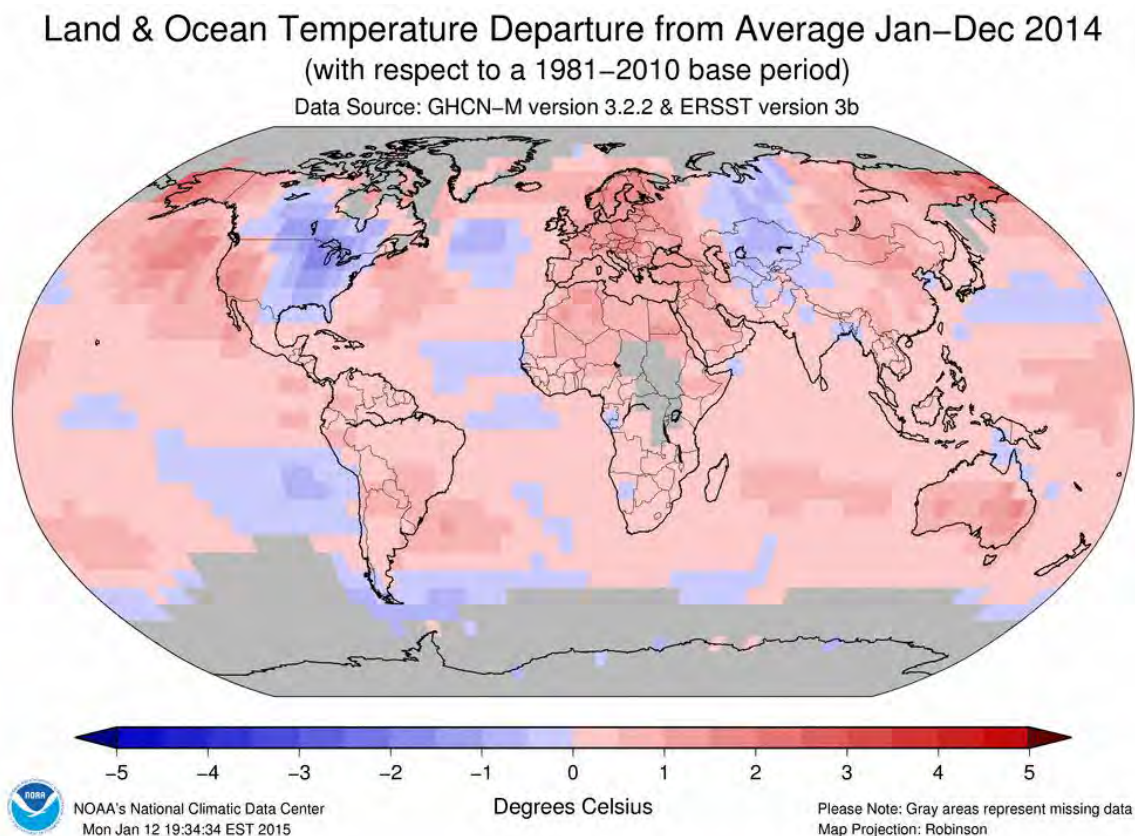 Land & Ocean Temperature Departure from Average Jan–Dec 2014
(with respect to a 1981–2010 base period)
Data Source: GHCN–M version 3.2.2 & ERSST version 3b
−5 −4 −3 −2 −1 0 1 2 3 4 5
Degrees Celsius
NOAA
NOAA's National Climatic Data Center
Mon Jan 12 19:34:34 EST 2015
Please Note: Gray areas represent missing data
Map Projection: Robinson